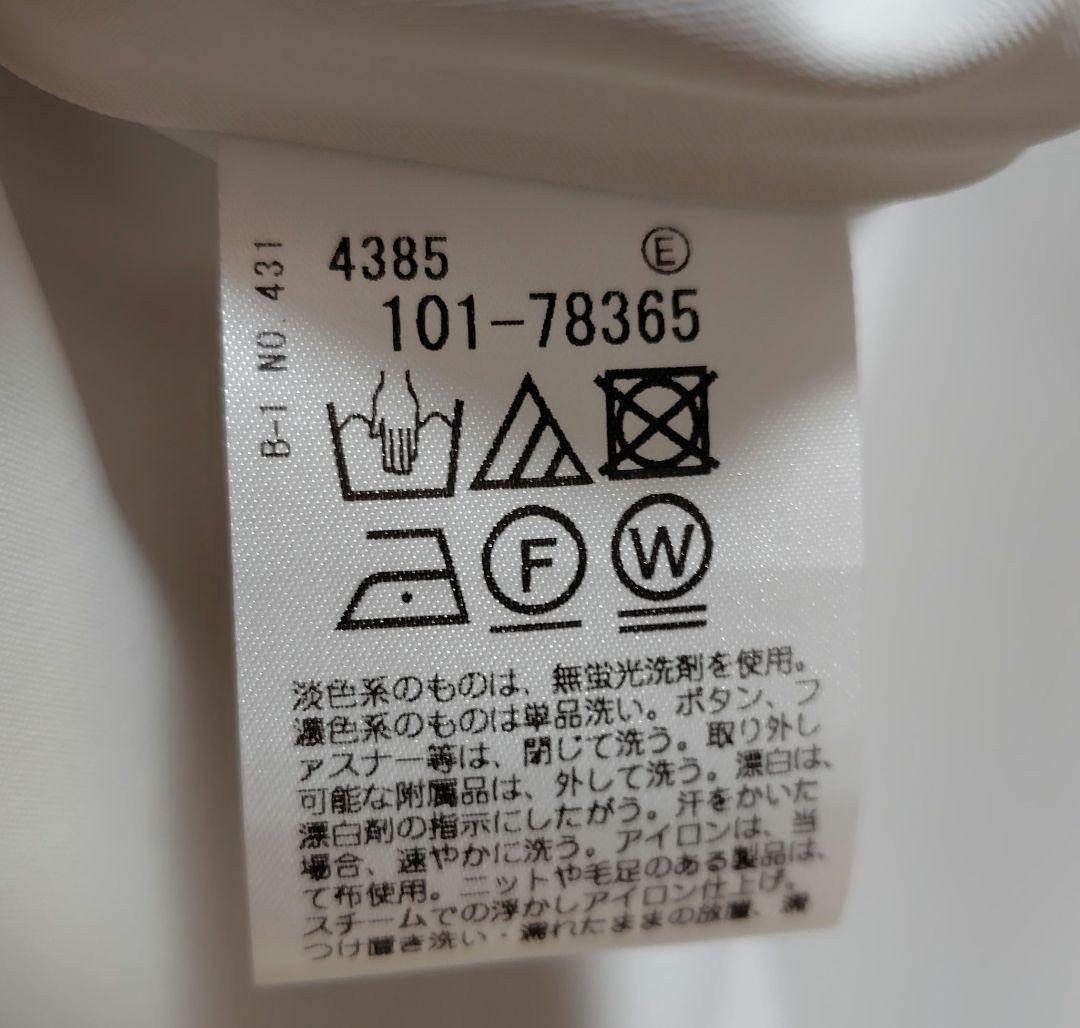 B-1 NO.431
4385
Ⓔ
101-78365
F
W
淡色系のものは、無蛍光洗剤を使用。
濃色系のものは単品洗い。ボタン、フ
ァスナー等は、閉じて洗う。取り外し
可能な附属品は、外して洗う。漂白は、
漂白剤の指示にしたがう。汗をかいた
場合、速やかに洗う。アイロンは、当
て布使用。ニットや毛足のある製品は、
スチームでの浮かしアイロン仕上げ。
つけ置き洗い・濡れたままの放置、